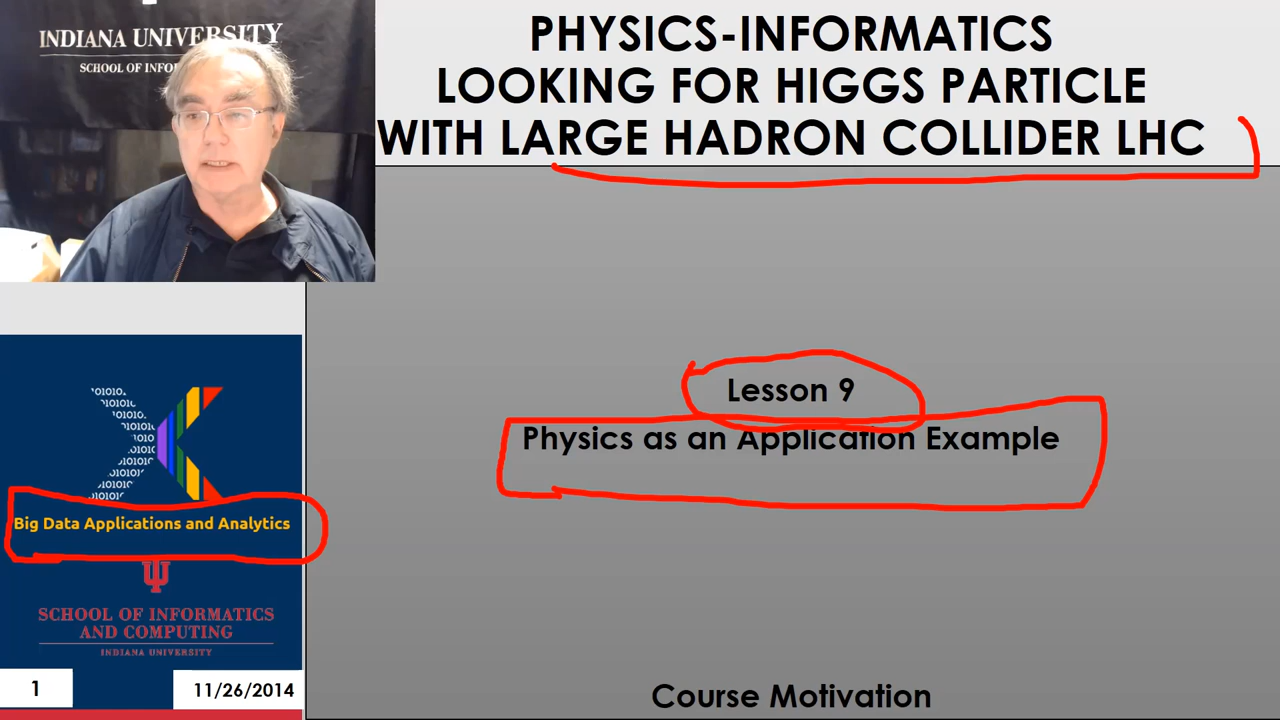 INDIANA UNIVERSITY
SCHOOL OF INFO
PHYSICS-INFORMATICS
LOOKING FOR HIGGS PARTICLE
WITH LARGE HADRON COLLIDER LHC
Lesson 9
Physics as an Application Example
01010101
Big Data Applications and Analytics
SCHOOL OF INFORMATICS
AND COMPUTING
INDIANA UNIVERSITY
1
11/26/2014
Course Motivation